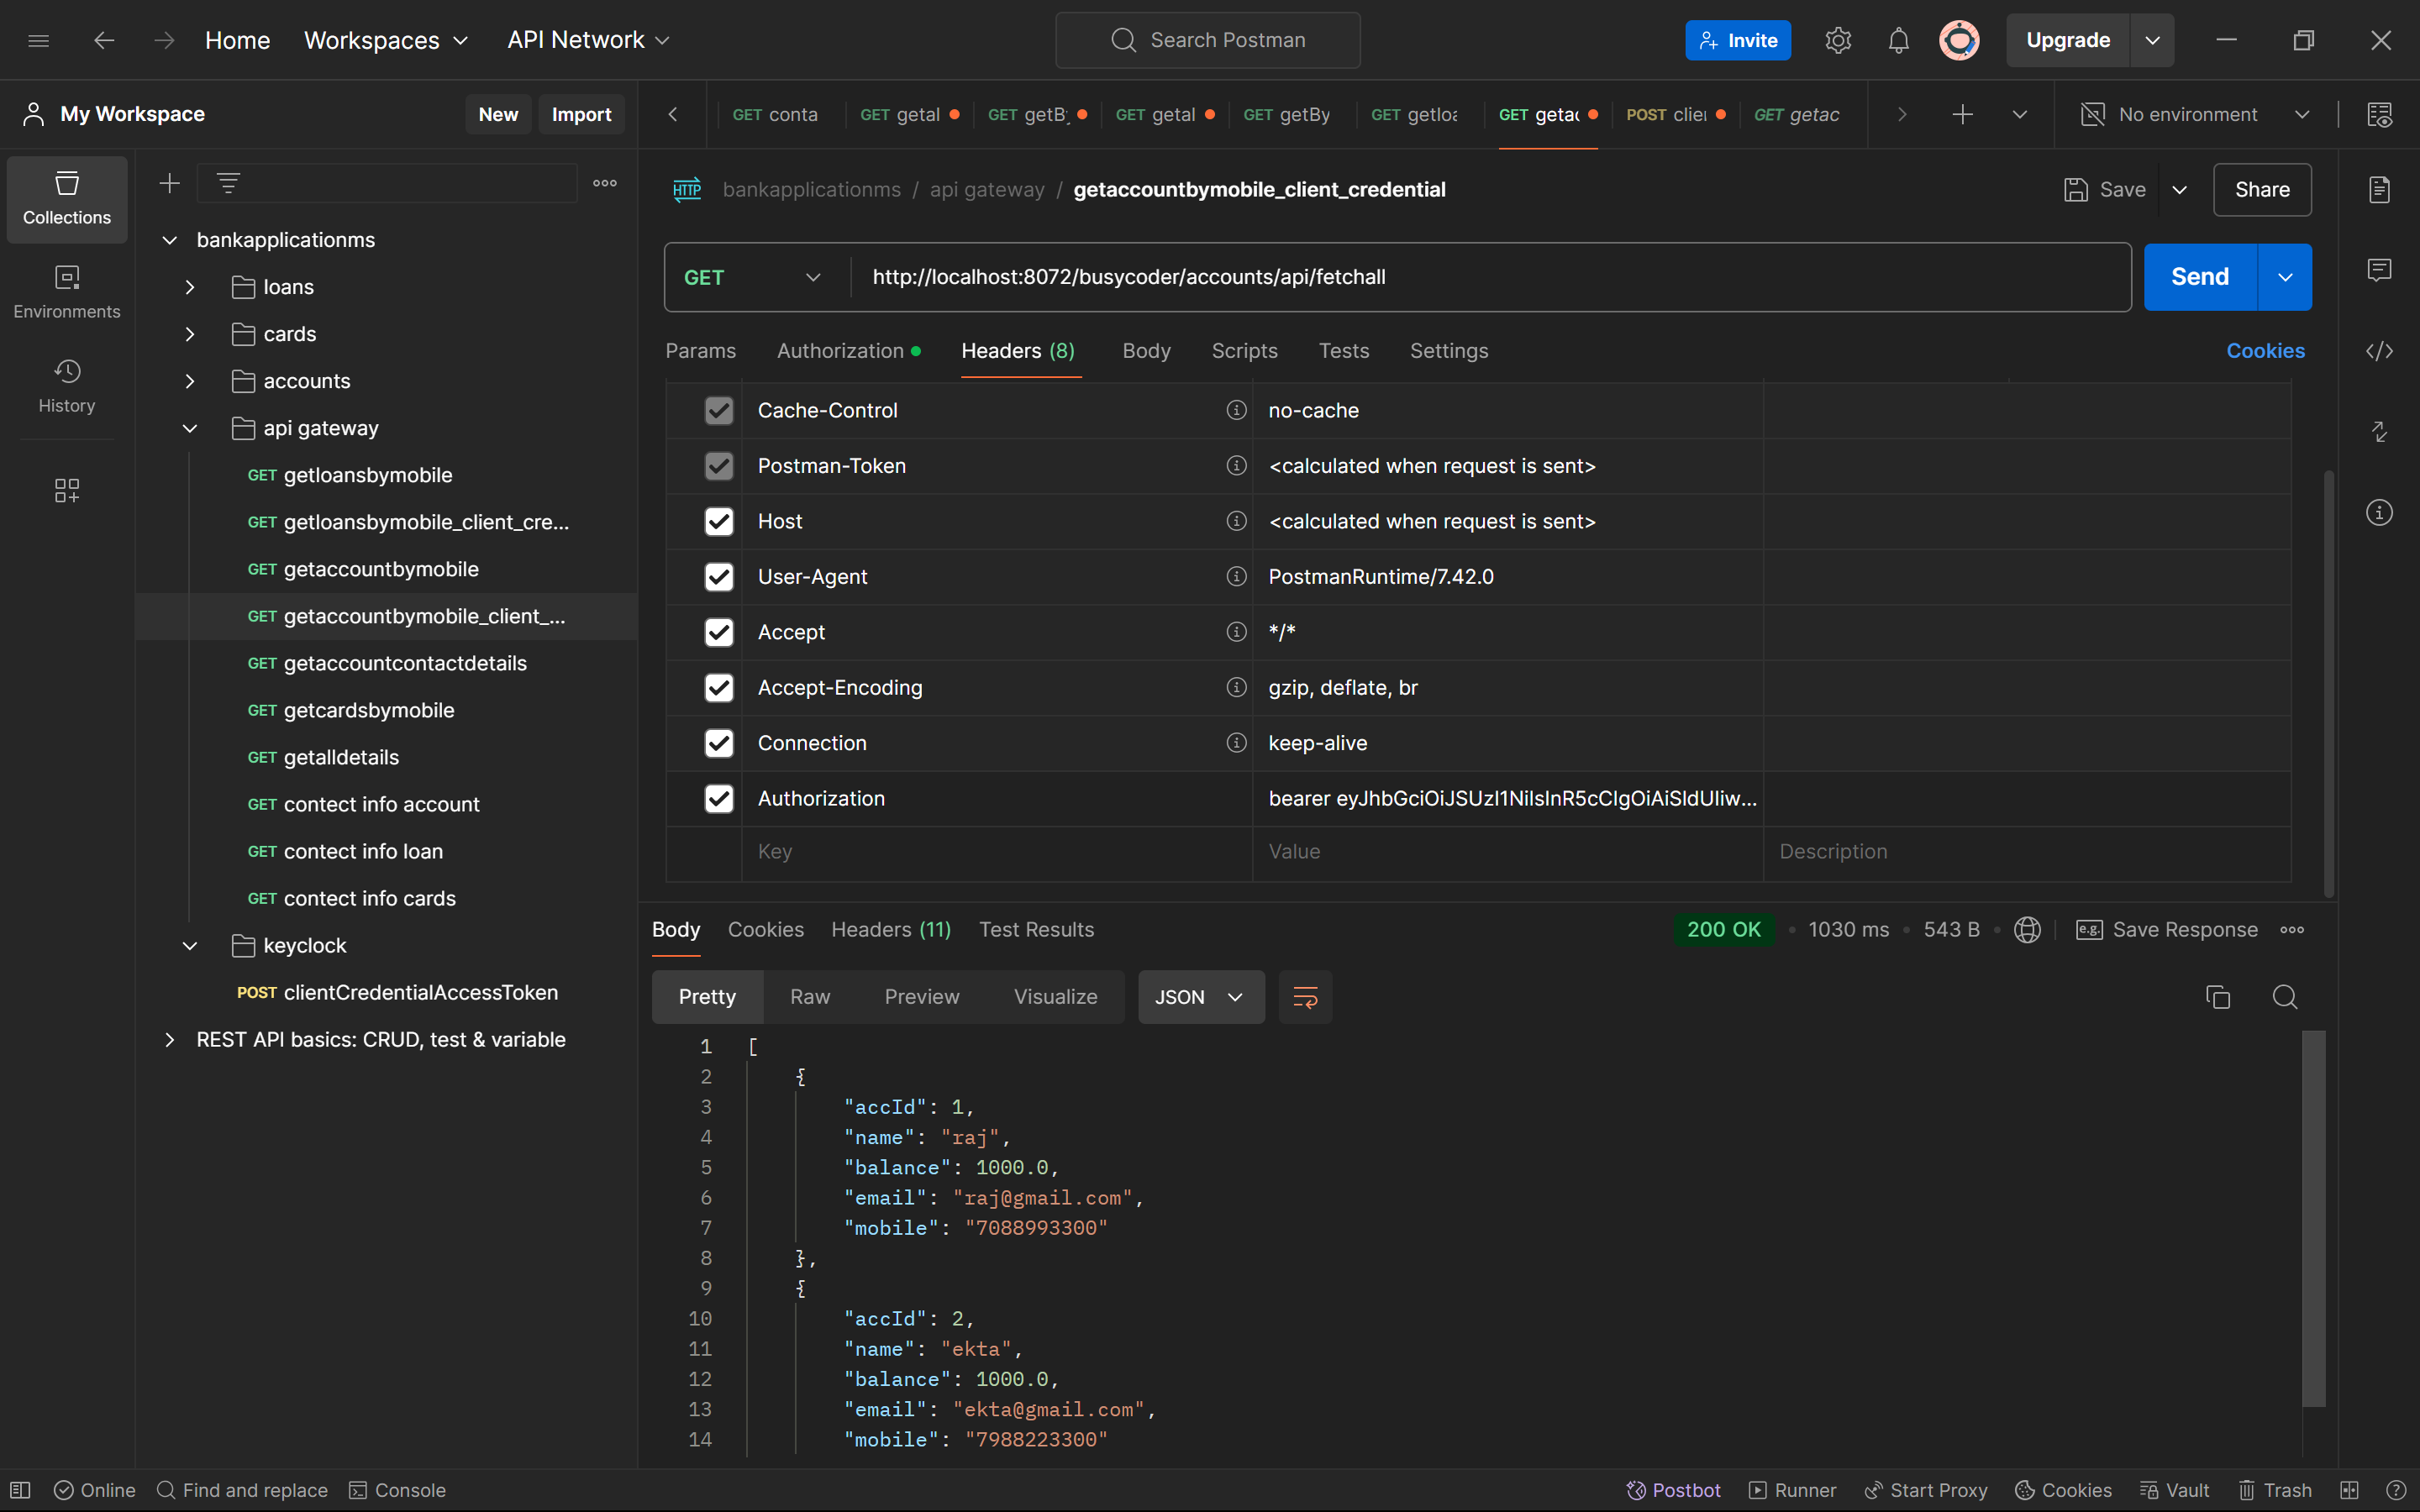 Home Workspaces API Network Search Postman Invite Upgrade
My Workspace New Import
GET conta GET getal GET getB GET getal GET getBy GET getloa GET getac POST clier GET getac No environment
Collections
Environments
History
bankapplicationms
loans
cards
accounts
api gateway
GET getloansbymobile
GET getloansbymobile_client_cre...
GET getaccountbymobile
GET getaccountbymobile_client_...
GET getaccountcontactdetails
GET getcardsbymobile
GET getalldetails
GET contect info account
GET contect info loan
GET contect info cards
keyclock
POST clientCredentialAccessToken
REST API basics: CRUD, test & variable
HTTP bankapplicationms / api gateway / getaccountbymobile_client_credential Save Share
GET http://localhost:8072/busycoder/accounts/api/fetchall Send
Params Authorization Headers (8) Body Scripts Tests Settings Cookies
Cache-Control no-cache
Postman-Token <calculated when request is sent>
Host <calculated when request is sent>
User-Agent PostmanRuntime/7.42.0
Accept */*
Accept-Encoding gzip, deflate, br
Connection keep-alive
Authorization bearer eyJhbGciOiJSUzI1NiIsInR5cCIgOiAiSldUIiw...
Key Value Description
Body Cookies Headers (11) Test Results 200 OK • 1030 ms • 543 B • e.g. Save Response
Pretty Raw Preview Visualize JSON
1 [
2 {
3 "accId": 1,
4 "name": "raj",
5 "balance": 1000.0,
6 "email": "raj@gmail.com",
7 "mobile": "7088993300"
8 },
9 {
10 "accId": 2,
11 "name": "ekta",
12 "balance": 1000.0,
13 "email": "ekta@gmail.com",
14 "mobile": "7988223300"
Online Find and replace Console Postbot Runner Start Proxy Cookies Vault Trash